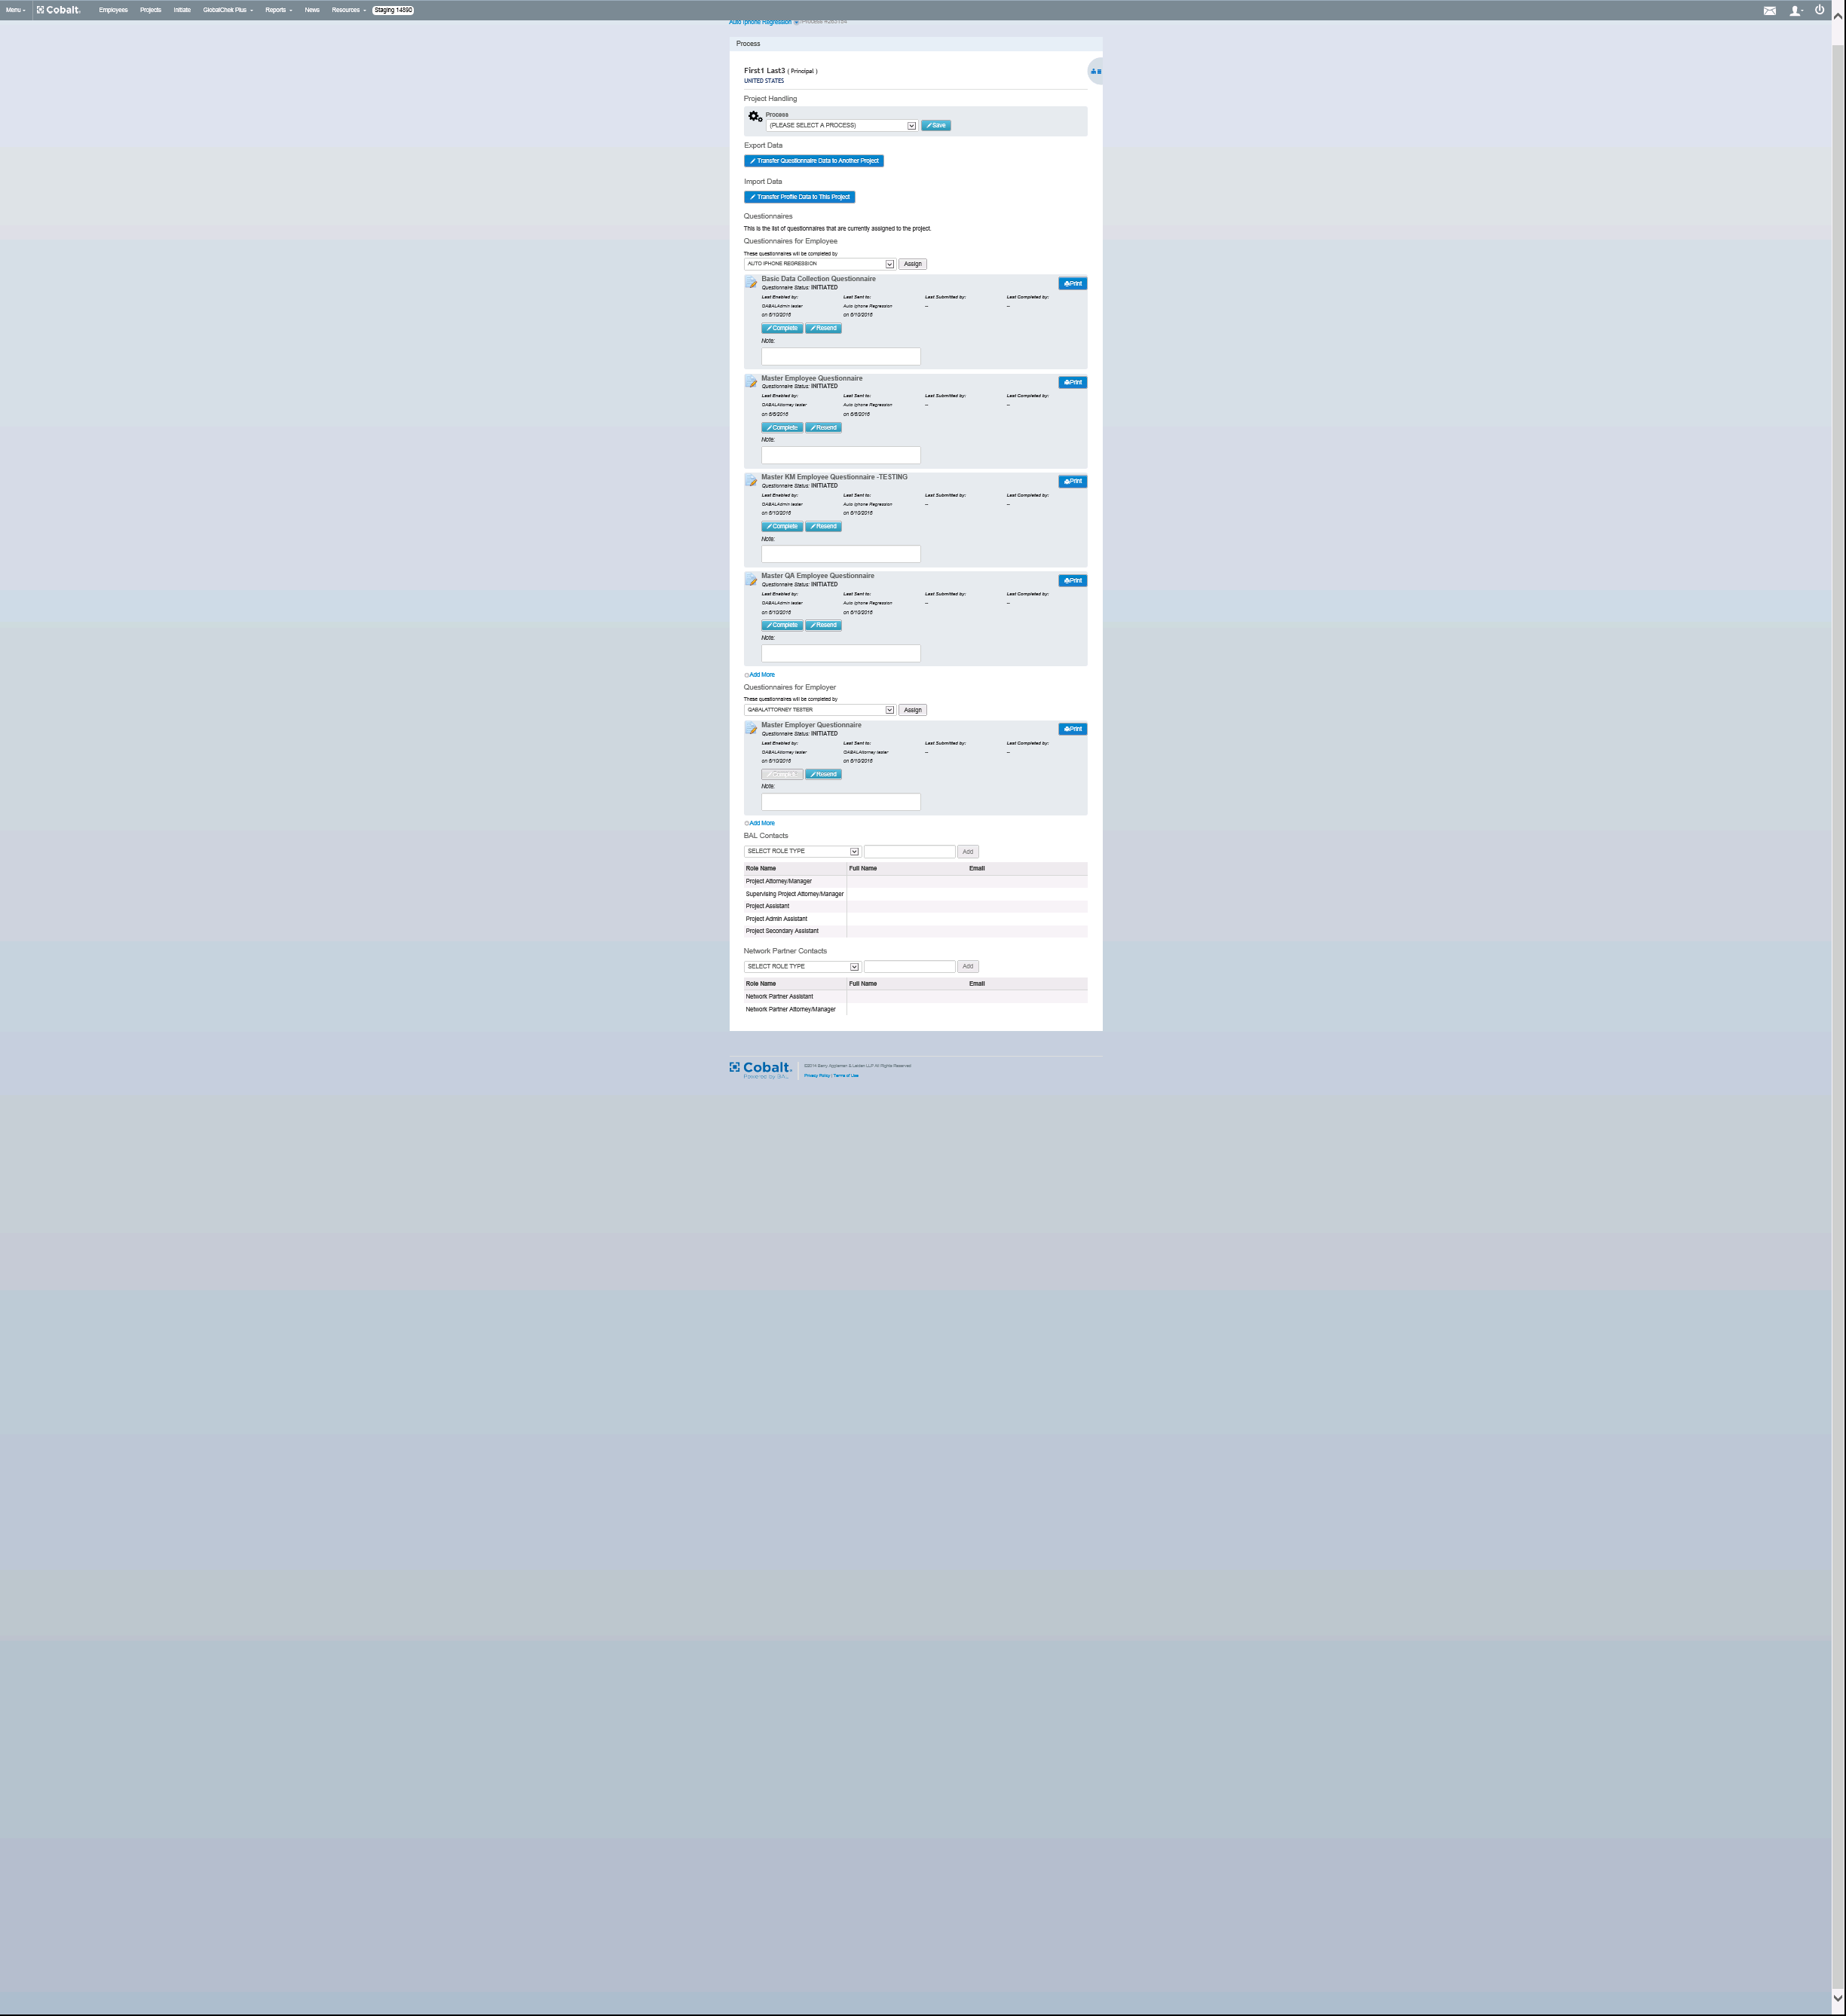 Menu
Cobalt
Employees
Projects
Initiate
GlobalChek Plus
Reports
News
Resources
Staging 14890
Auto Iphone Regression
Process
First1 Last3 ( Principal )
UNITED STATES
Project Handling
Process
(PLEASE SELECT A PROCESS)
Save
Export Data
Transfer Questionnaire Data to Another Project
Import Data
Transfer Profile Data to This Project
Questionnaires
This is the list of questionnaires that are currently assigned to the project.
Questionnaires for Employee
These questionnaires will be completed by
AUTO IPHONE REGRESSION
Assign
Basic Data Collection Questionnaire
Print
Questionnaire Status: INITIATED
Last Enabled by: Last Sent to: Last Submitted by: Last Completed by:
QABALAdmin tester Auto Iphone Regression -- --
on 6/10/2016 on 6/10/2016
Complete Resend
Note:
Master Employee Questionnaire
Print
Questionnaire Status: INITIATED
Last Enabled by: Last Sent to: Last Submitted by: Last Completed by:
QABALAttorney tester Auto Iphone Regression -- --
on 6/6/2016 on 6/6/2016
Complete Resend
Note:
Master KM Employee Questionnaire -TESTING
Print
Questionnaire Status: INITIATED
Last Enabled by: Last Sent to: Last Submitted by: Last Completed by:
QABALAdmin tester Auto Iphone Regression -- --
on 6/10/2016 on 6/10/2016
Complete Resend
Note:
Master QA Employee Questionnaire
Print
Questionnaire Status: INITIATED
Last Enabled by: Last Sent to: Last Submitted by: Last Completed by:
QABALAdmin tester Auto Iphone Regression -- --
on 6/10/2016 on 6/10/2016
Complete Resend
Note:
Add More
Questionnaires for Employer
These questionnaires will be completed by
QABALATTORNEY TESTER
Assign
Master Employer Questionnaire
Print
Questionnaire Status: INITIATED
Last Enabled by: Last Sent to: Last Submitted by: Last Completed by:
QABALAttorney tester QABALAttorney tester -- --
on 6/10/2016 on 6/10/2016
Complete Resend
Note:
Add More
BAL Contacts
SELECT ROLE TYPE
Add
Role Name Full Name Email
Project Attorney/Manager
Supervising Project Attorney/Manager
Project Assistant
Project Admin Assistant
Project Secondary Assistant
Network Partner Contacts
SELECT ROLE TYPE
Add
Role Name Full Name Email
Network Partner Assistant
Network Partner Attorney/Manager
Cobalt
Powered by BAL
©2014 Berry Appleman & Leiden LLP All Rights Reserved
Privacy Policy | Terms of Use